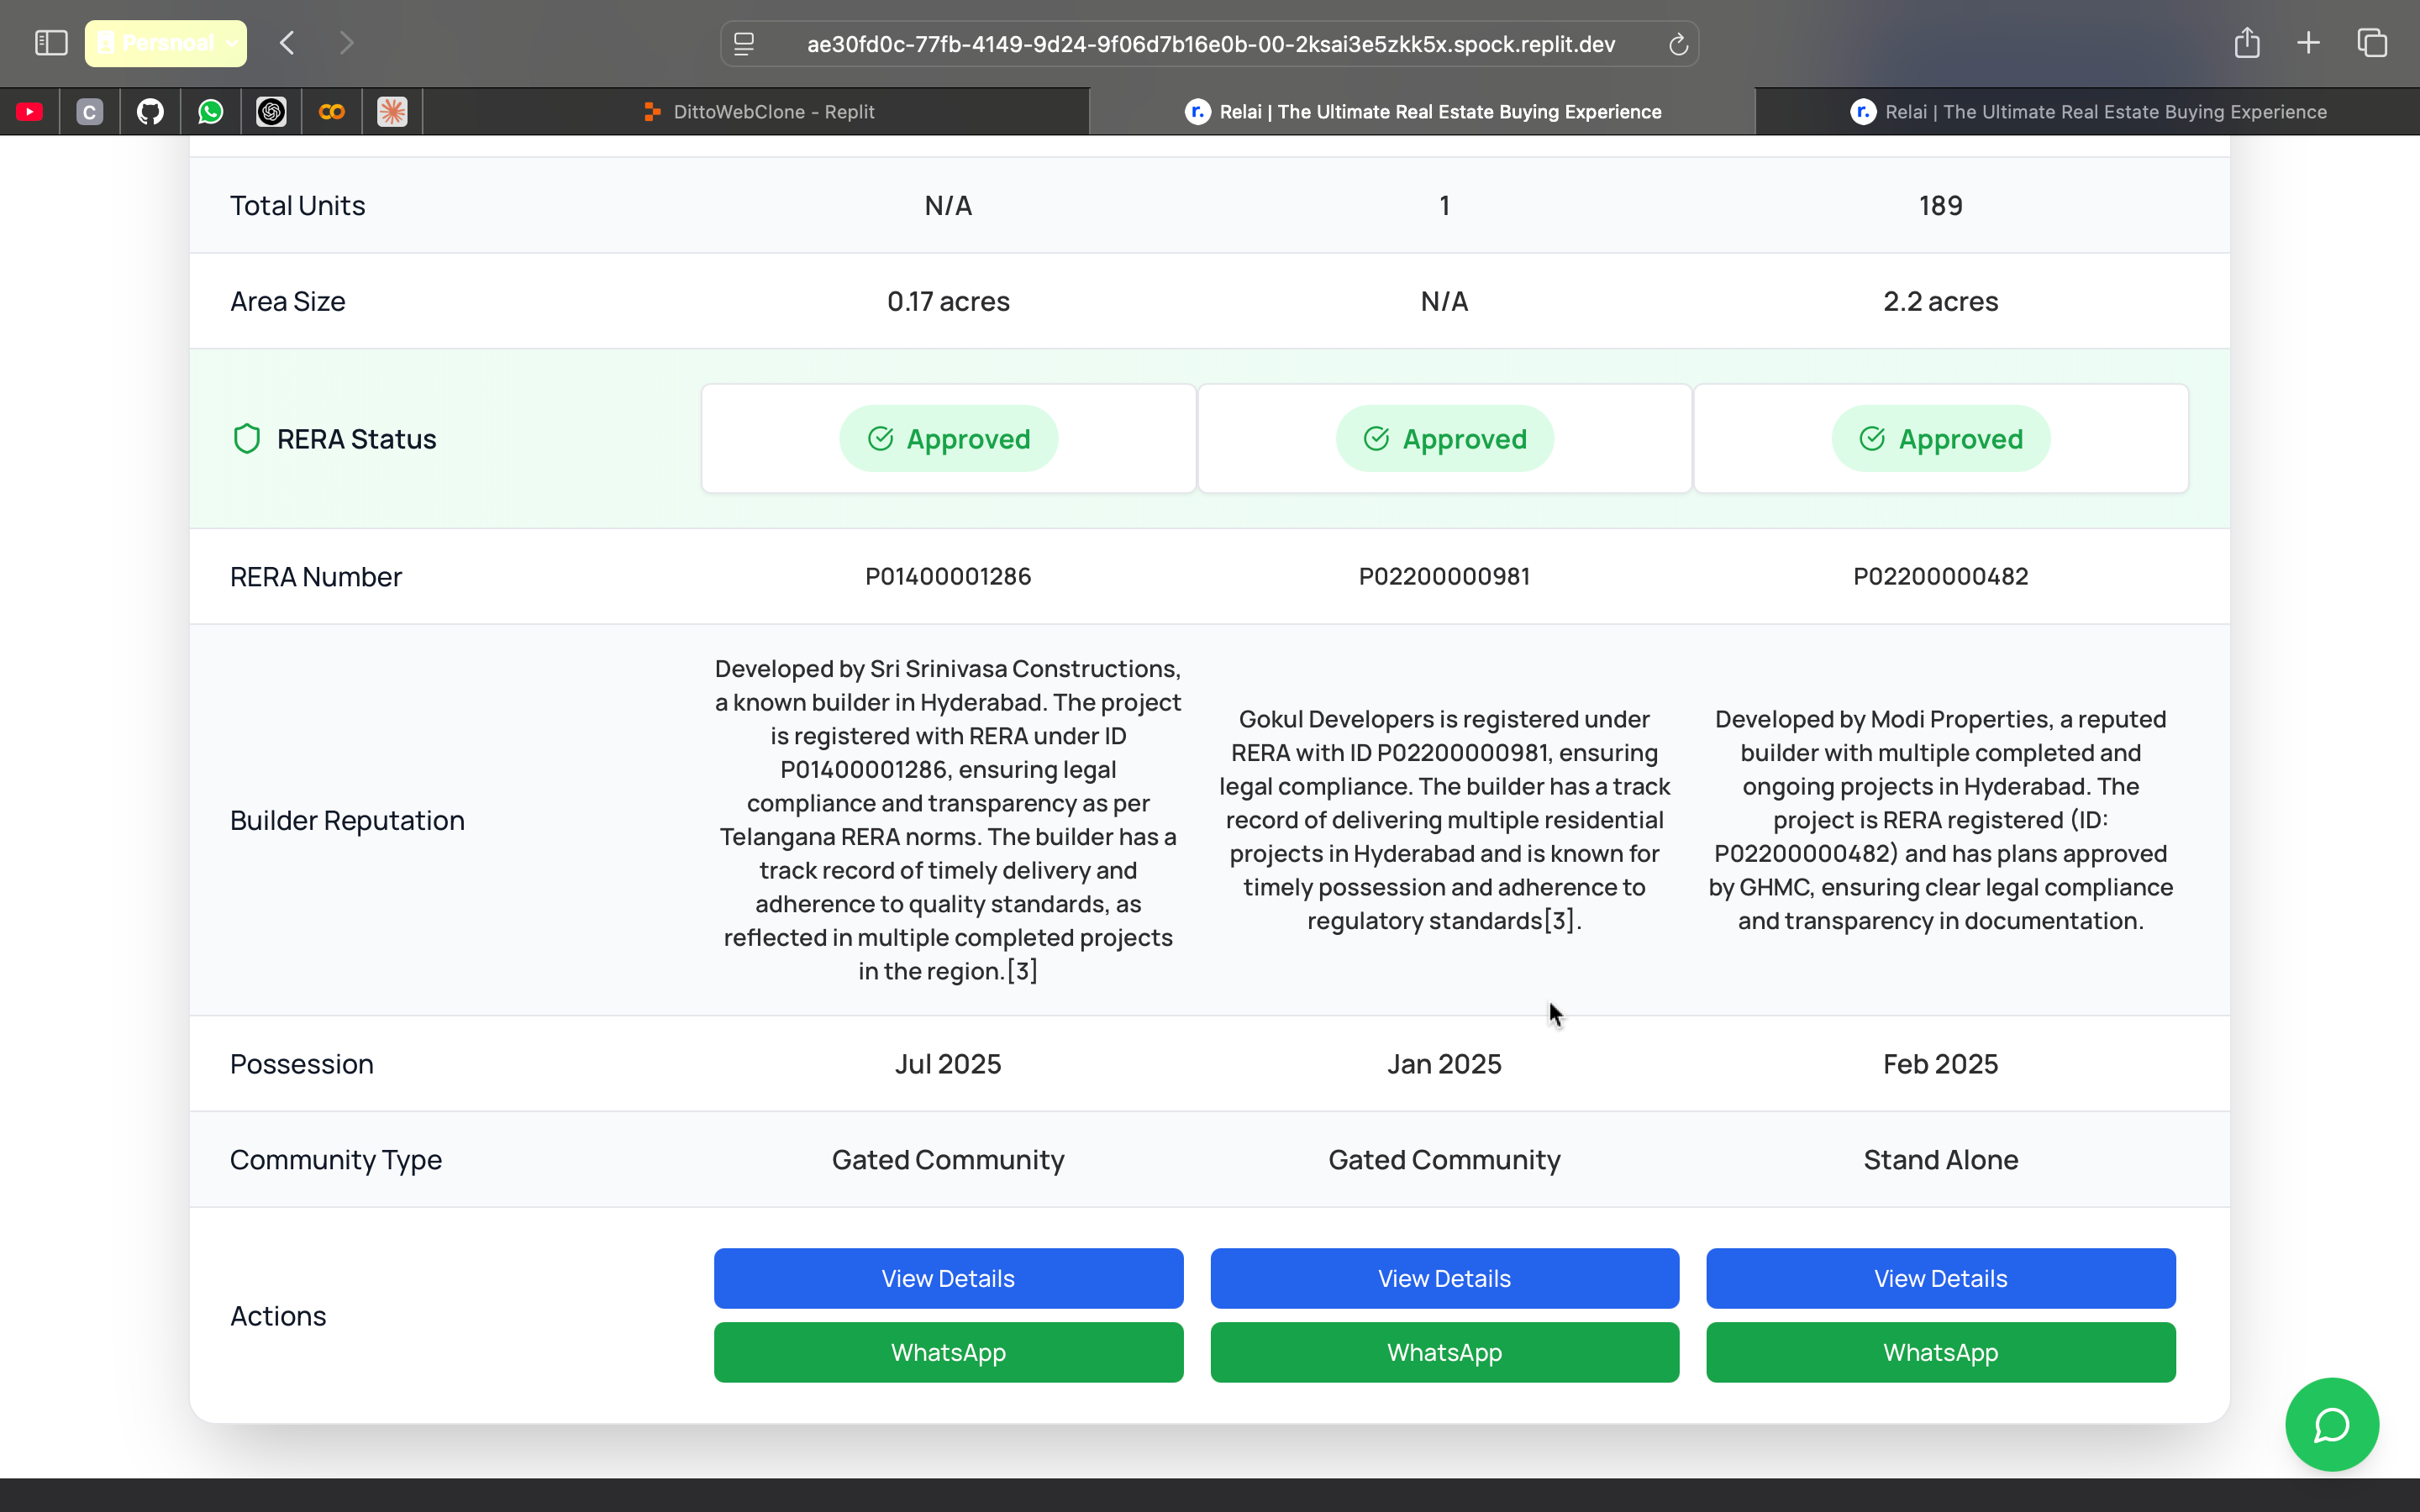 Persnoal
ae30fd0c-77fb-4149-9d24-9f06d7b16e0b-00-2ksai3e5zkk5x.spock.replit.dev
C
DittoWebClone - Replit
r. Relai | The Ultimate Real Estate Buying Experience
r. Relai | The Ultimate Real Estate Buying Experience
Total Units
N/A
1
189
Area Size
0.17 acres
N/A
2.2 acres
RERA Status
Approved
Approved
Approved
RERA Number
P01400001286
P02200000981
P02200000482
Builder Reputation
Developed by Sri Srinivasa Constructions,
a known builder in Hyderabad. The project
is registered with RERA under ID
P01400001286, ensuring legal
compliance and transparency as per
Telangana RERA norms. The builder has a
track record of timely delivery and
adherence to quality standards, as
reflected in multiple completed projects
in the region.[3]
Gokul Developers is registered under
RERA with ID P02200000981, ensuring
legal compliance. The builder has a track
record of delivering multiple residential
projects in Hyderabad and is known for
timely possession and adherence to
regulatory standards[3].
Developed by Modi Properties, a reputed
builder with multiple completed and
ongoing projects in Hyderabad. The
project is RERA registered (ID:
P02200000482) and has plans approved
by GHMC, ensuring clear legal compliance
and transparency in documentation.
Possession
Jul 2025
Jan 2025
Feb 2025
Community Type
Gated Community
Gated Community
Stand Alone
Actions
View Details
View Details
View Details
WhatsApp
WhatsApp
WhatsApp